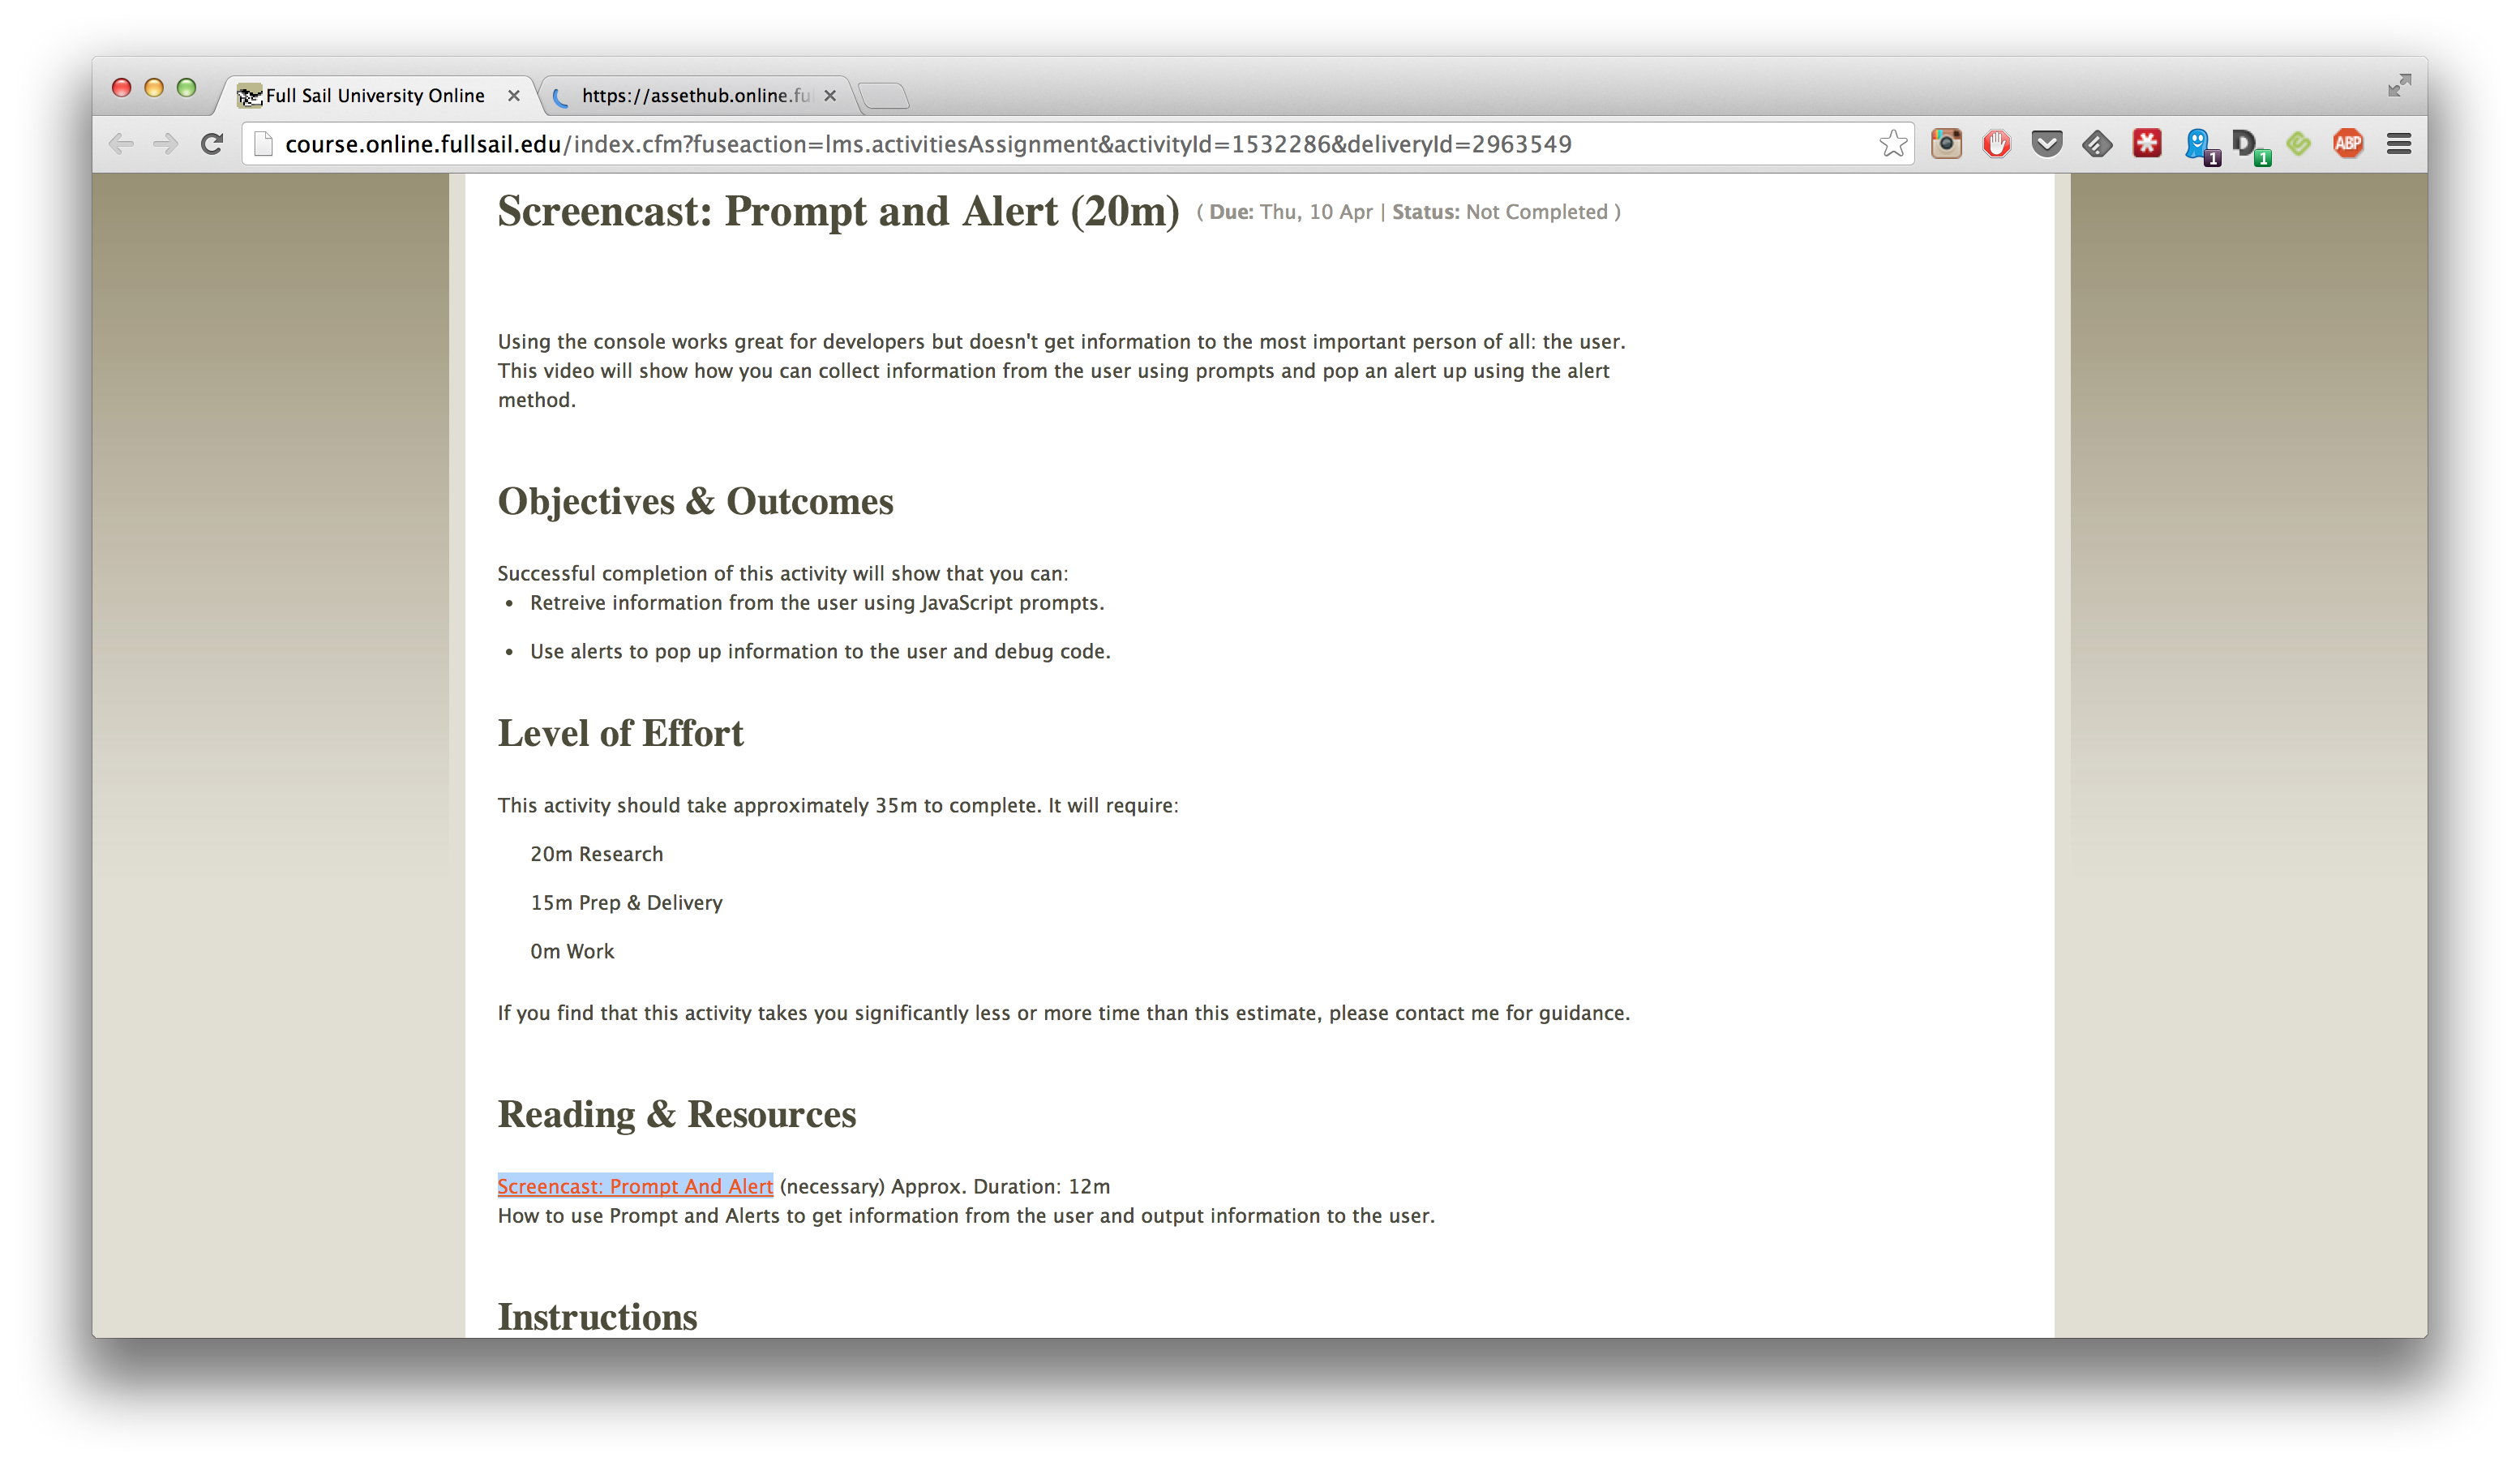 Full Sail University Online
https://assethub.online.fu
course.online.fullsail.edu/index.cfm?fuseaction=lms.activitiesAssignment&activityId=1532286&deliveryId=2963549
1
D
1
ABP
Screencast: Prompt and Alert (20m) ( Due: Thu, 10 Apr | Status: Not Completed )
Using the console works great for developers but doesn't get information to the most important person of all: the user.
This video will show how you can collect information from the user using prompts and pop an alert up using the alert
method.
Objectives & Outcomes
Successful completion of this activity will show that you can:
• Retreive information from the user using JavaScript prompts.
• Use alerts to pop up information to the user and debug code.
Level of Effort
This activity should take approximately 35m to complete. It will require:
20m Research
15m Prep & Delivery
0m Work
If you find that this activity takes you significantly less or more time than this estimate, please contact me for guidance.
Reading & Resources
Screencast: Prompt And Alert (necessary) Approx. Duration: 12m
How to use Prompt and Alerts to get information from the user and output information to the user.
Instructions